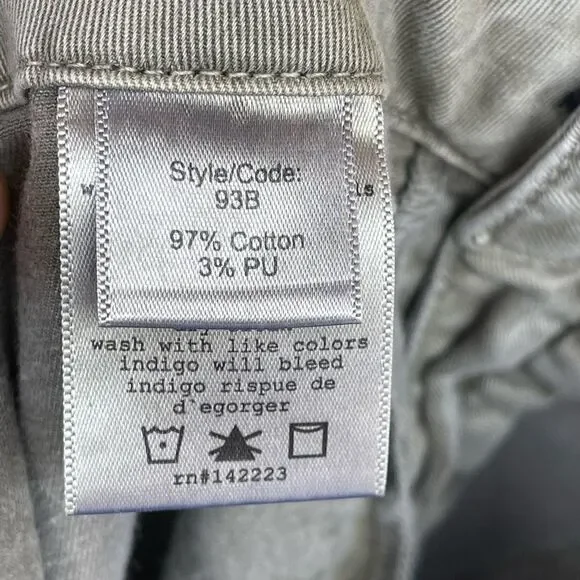 Style/Code:
93B
97% Cotton
3% PU
wash with like colors
indigo will bleed
indigo rispue de
d`egorger
rn#142223